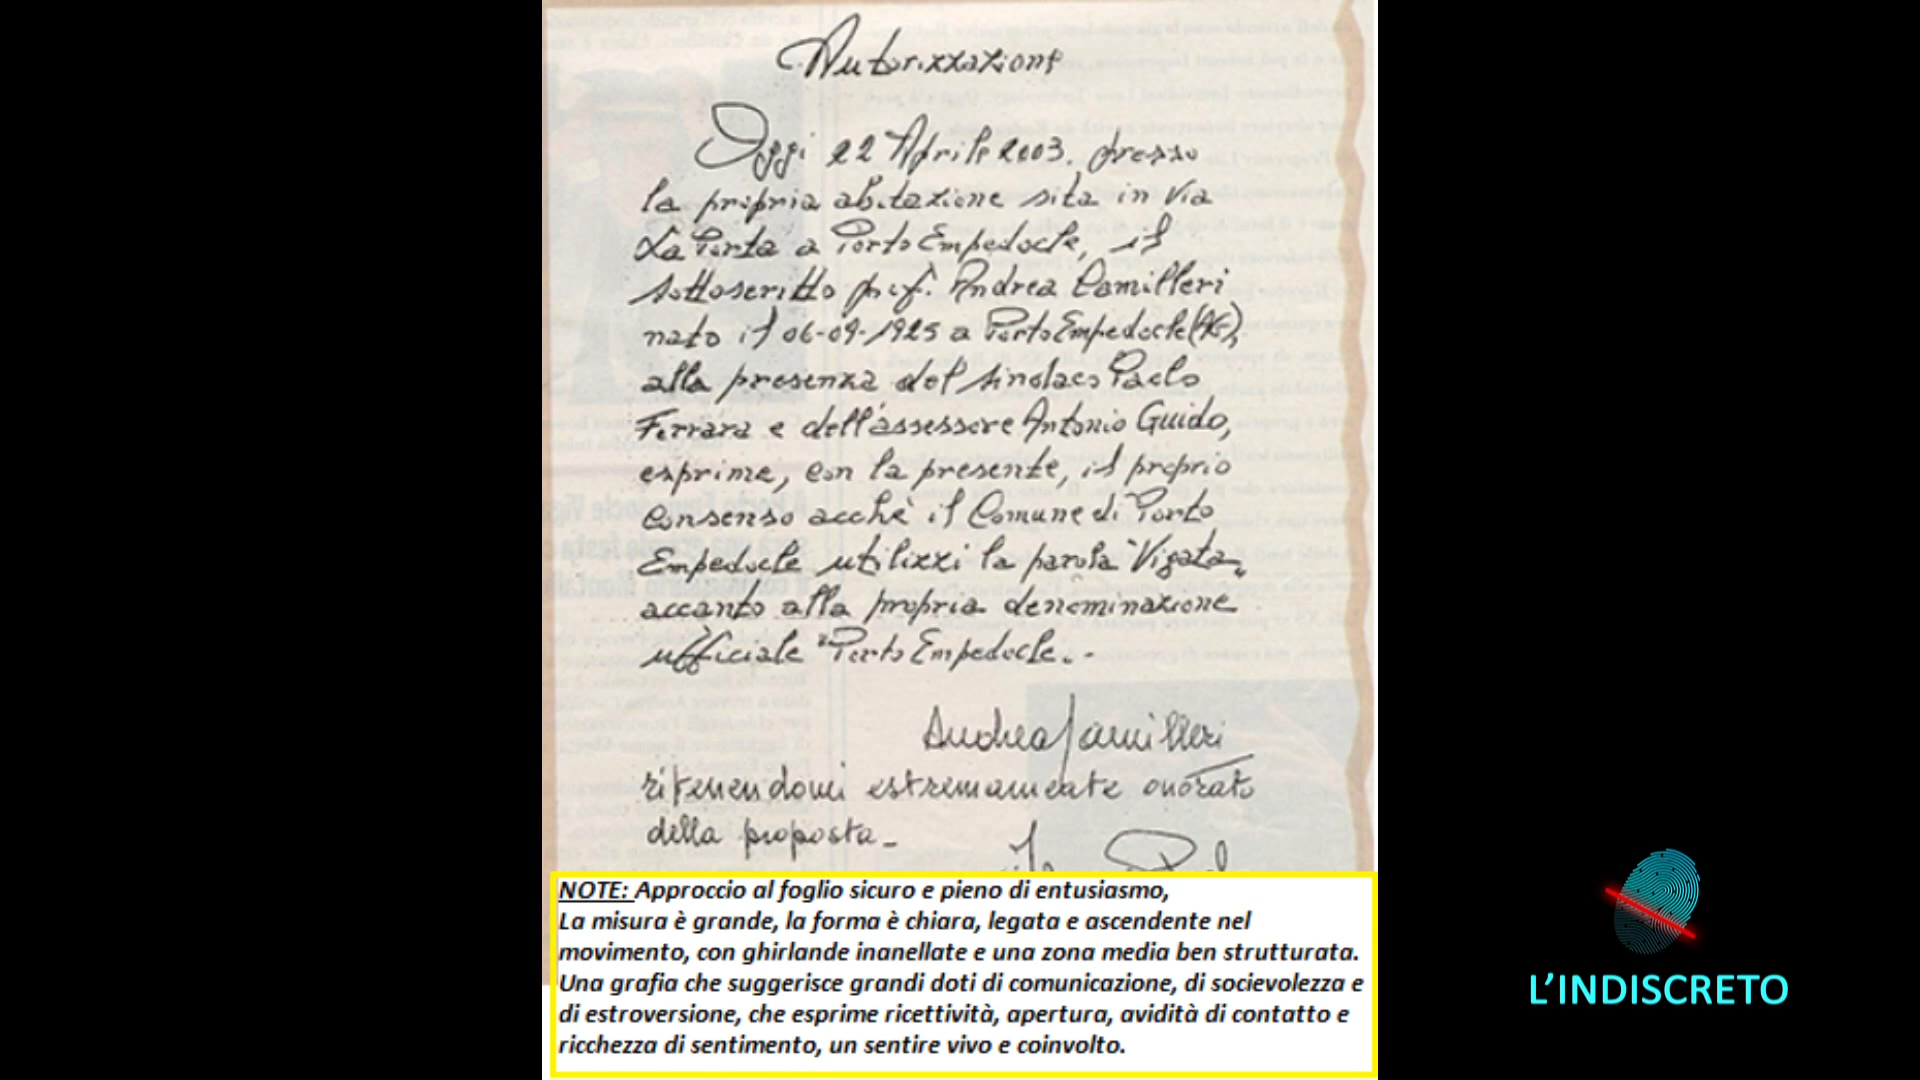 Autorizzazione
Oggi 22 Aprile 2003, presso
la propria abitazione sita in Via
La Porta a Porto Empedocle, il
sottoscritto prof. Andrea Camilleri
nato il 06-09-1925 a Porto Empedocle (AG),
alla presenza del sindaco Paolo
Ferrara e dell'assessore Antonio Guido,
esprime, con la presente, il proprio
consenso acchè il Comune di Porto
Empedocle utilizzi la parola "Vigata"
accanto alla propria denominazione
ufficiale "Porto Empedocle. -
Andrea Camilleri
ritenendomi estremamente onorato
della proposta -
NOTE: Approccio al foglio sicuro e pieno di entusiasmo,
La misura è grande, la forma è chiara, legata e ascendente nel
movimento, con ghirlande inanellate e una zona media ben strutturata.
Una grafia che suggerisce grandi doti di comunicazione, di socievolezza e
di estroversione, che esprime ricettività, apertura, avidità di contatto e
ricchezza di sentimento, un sentire vivo e coinvolto.
L'INDISCRETO